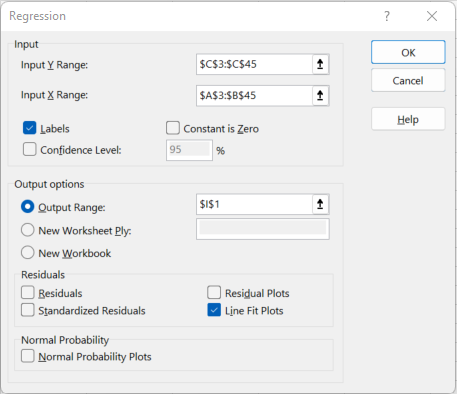 Regression
?
Input
Input Y Range:
$C$3:$C$45
OK
Input X Range:
$A$3:$B$45
Cancel
Labels
Constant is Zero
Help
Confidence Level:
95
%
Output options
Output Range:
$I$1
New Worksheet Ply:
New Workbook
Residuals
Residuals
Residual Plots
Standardized Residuals
Line Fit Plots
Normal Probability
Normal Probability Plots